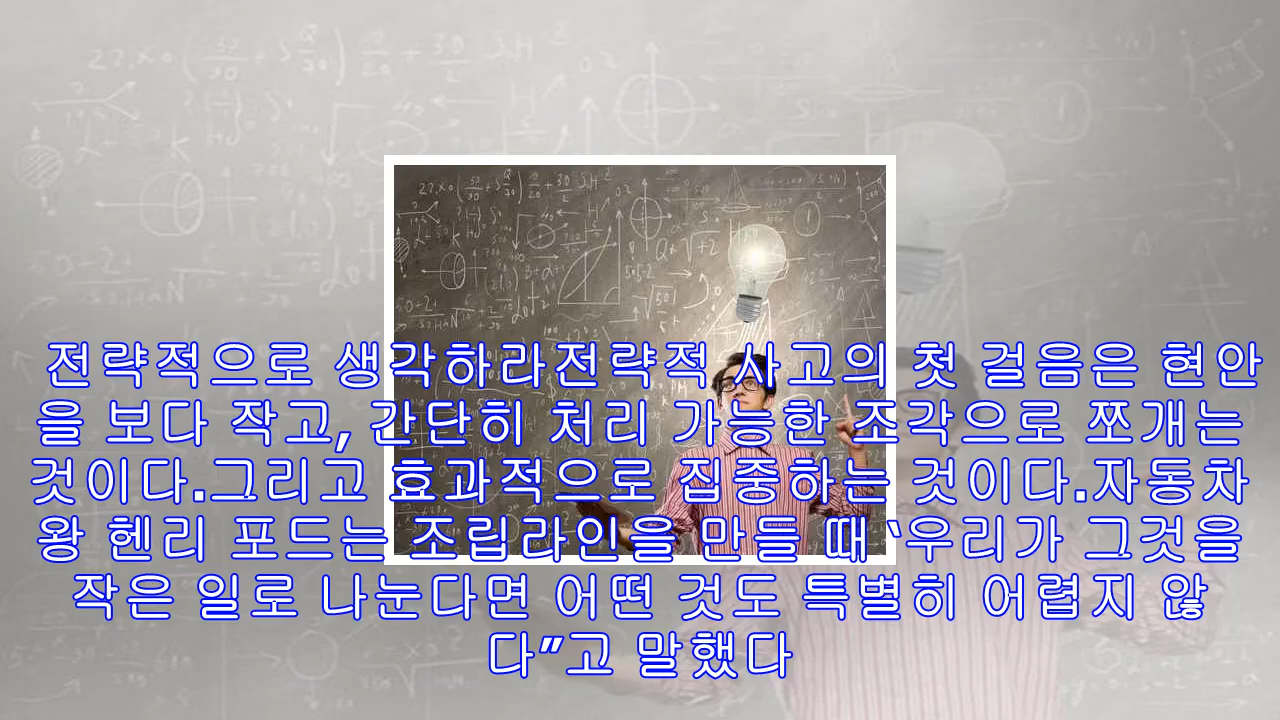 전략적으로 생각하라전략적 사고의 첫 걸음은 현안
을 보다 작고, 간단히 처리 가능한 조각으로 쪼개는
것이다.그리고 효과적으로 집중하는 것이다.자동차
왕 헨리 포드는 조립라인을 만들 때 ‘우리가 그것을
작은 일로 나눈다면 어떤 것도 특별히 어렵지 않
다”고 말했다